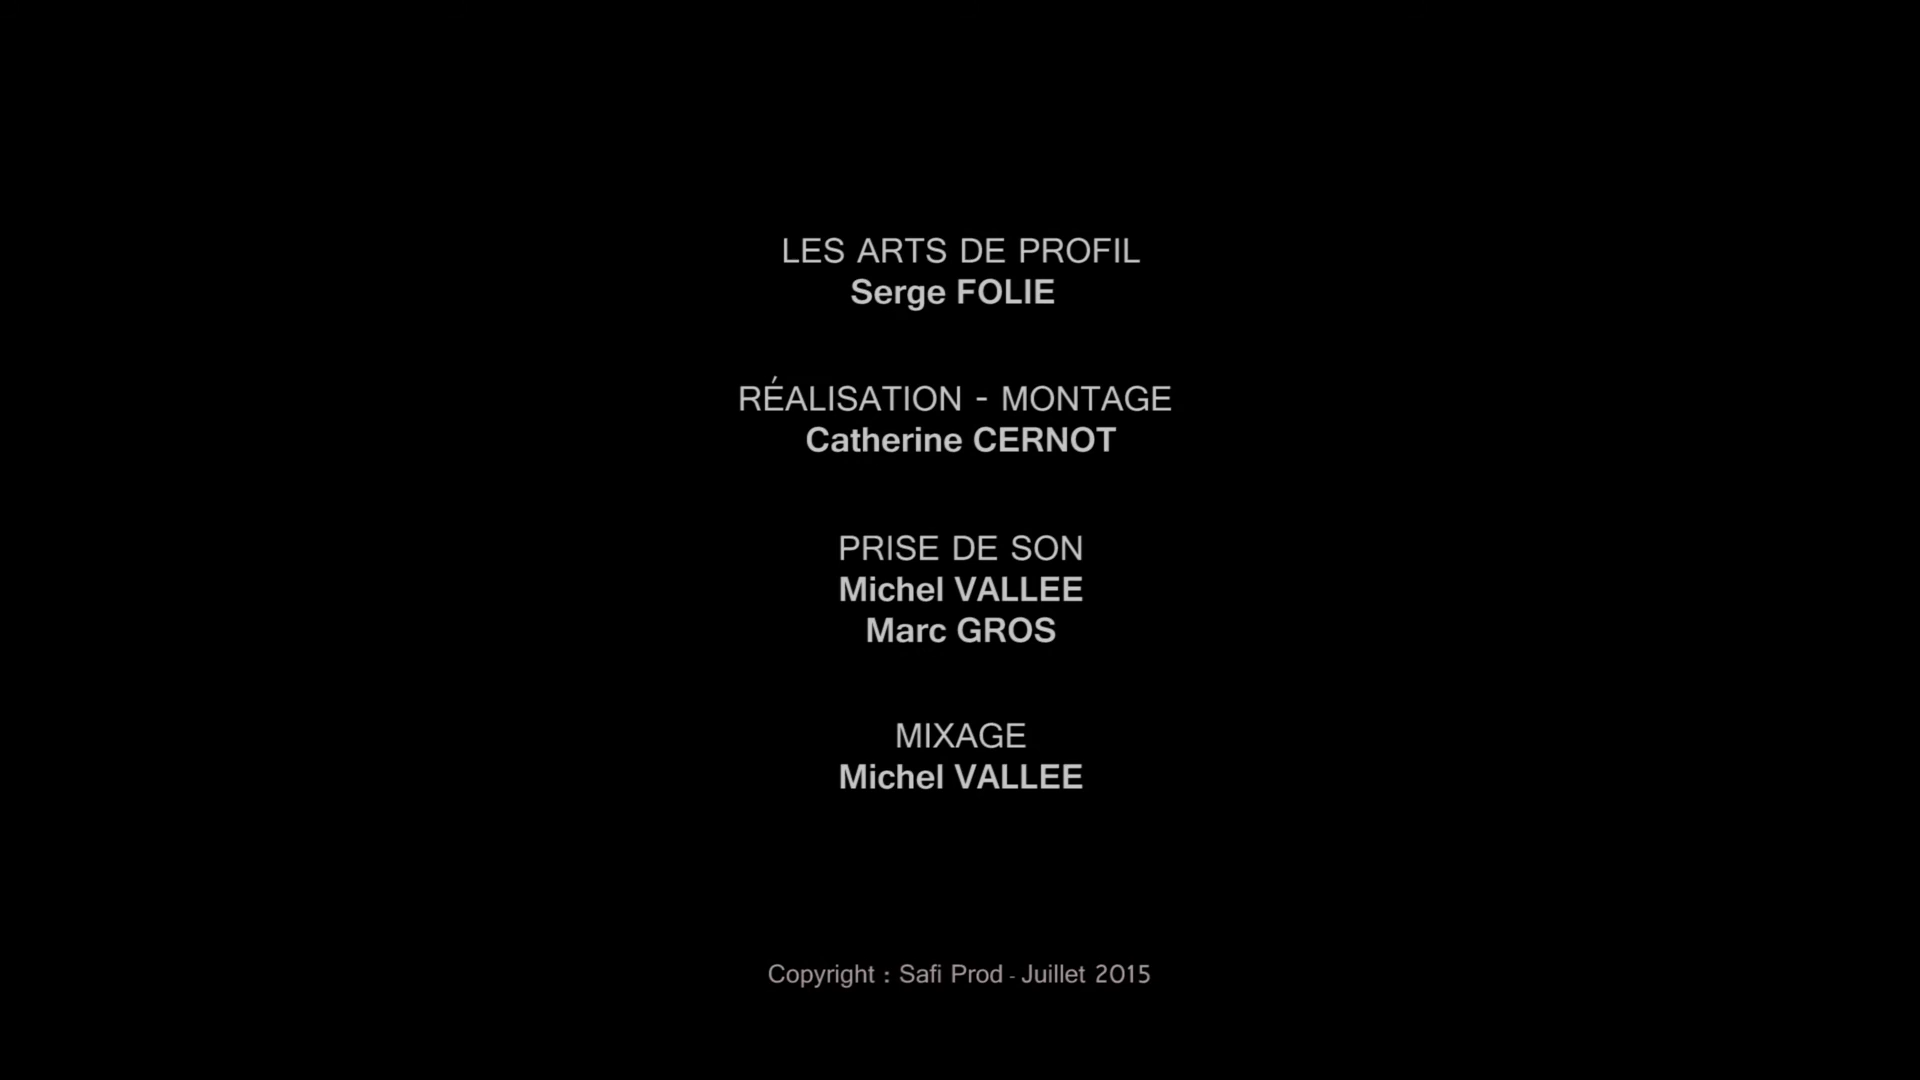 LES ARTS DE PROFIL
Serge FOLIE
RÉALISATION - MONTAGE
Catherine CERNOT
PRISE DE SON
Michel VALLEE
Marc GROS
MIXAGE
Michel VALLEE
Copyright : Safi Prod - Juillet 2015